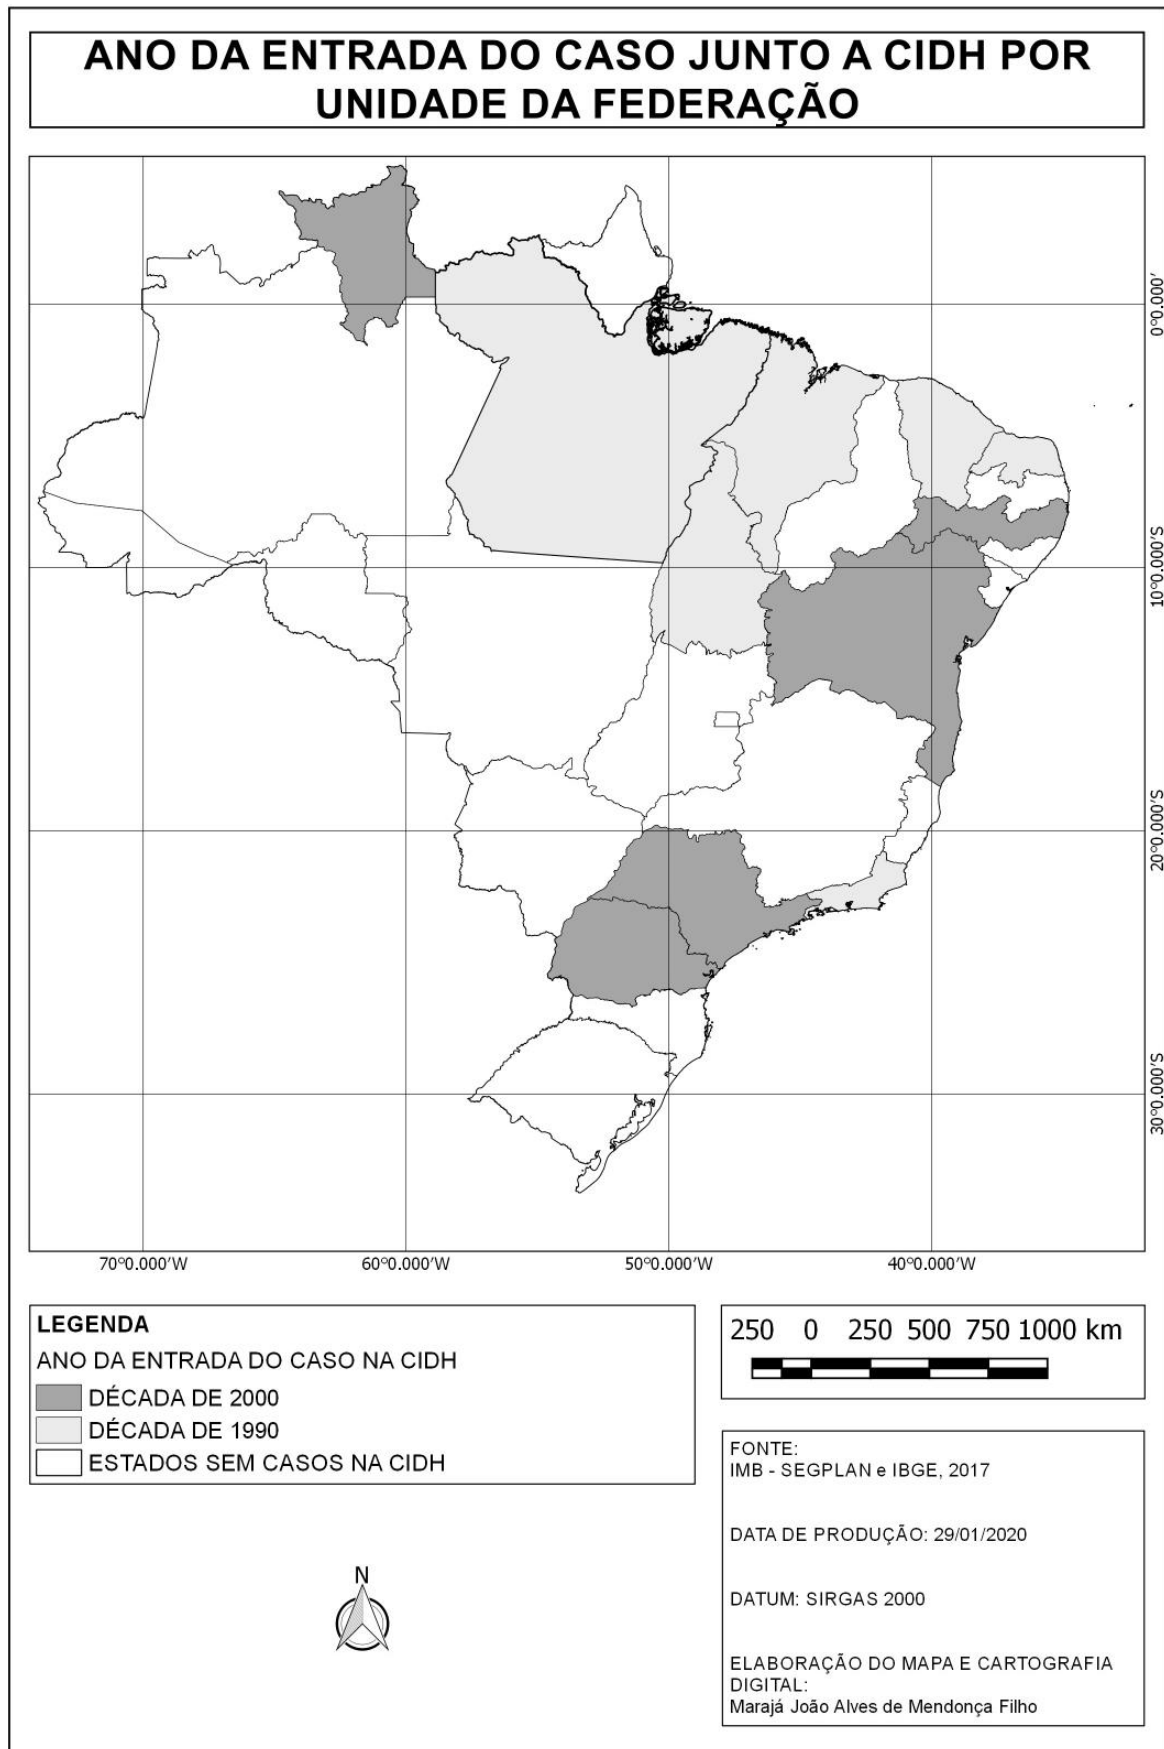 ANO DA ENTRADA DO CASO JUNTO A CIDH POR
UNIDADE DA FEDERAÇÃO
0°0.000′
10°0.000′S
20°0.000′S
30°0.000′S
70°0.000′W
60°0.000′W
50°0.000′W
40°0.000′W
LEGENDA
ANO DA ENTRADA DO CASO NA CIDH
DÉCADA DE 2000
DÉCADA DE 1990
ESTADOS SEM CASOS NA CIDH
250 0 250 500 750 1000 km
FONTE:
IMB - SEGPLAN e IBGE, 2017
DATA DE PRODUÇÃO: 29/01/2020
DATUM: SIRGAS 2000
ELABORAÇÃO DO MAPA E CARTOGRAFIA
DIGITAL:
Marajá João Alves de Mendonça Filho
N